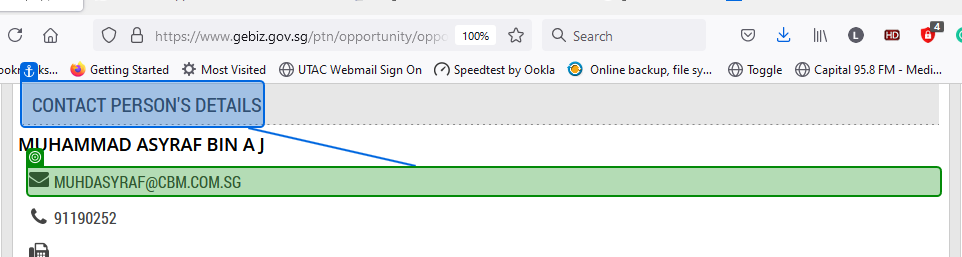 https://www.gebiz.gov.sg/ptn/opportunity/oppo 100% Search L HD 4
Getting Started Most Visited UTAC Webmail Sign On Speedtest by Ookla Online backup, file sy... Toggle Capital 95.8 FM - Medi...
CONTACT PERSON'S DETAILS
MUHAMMAD ASYRAF BIN A J
MUHDASYRAF@CBM.COM.SG
91190252